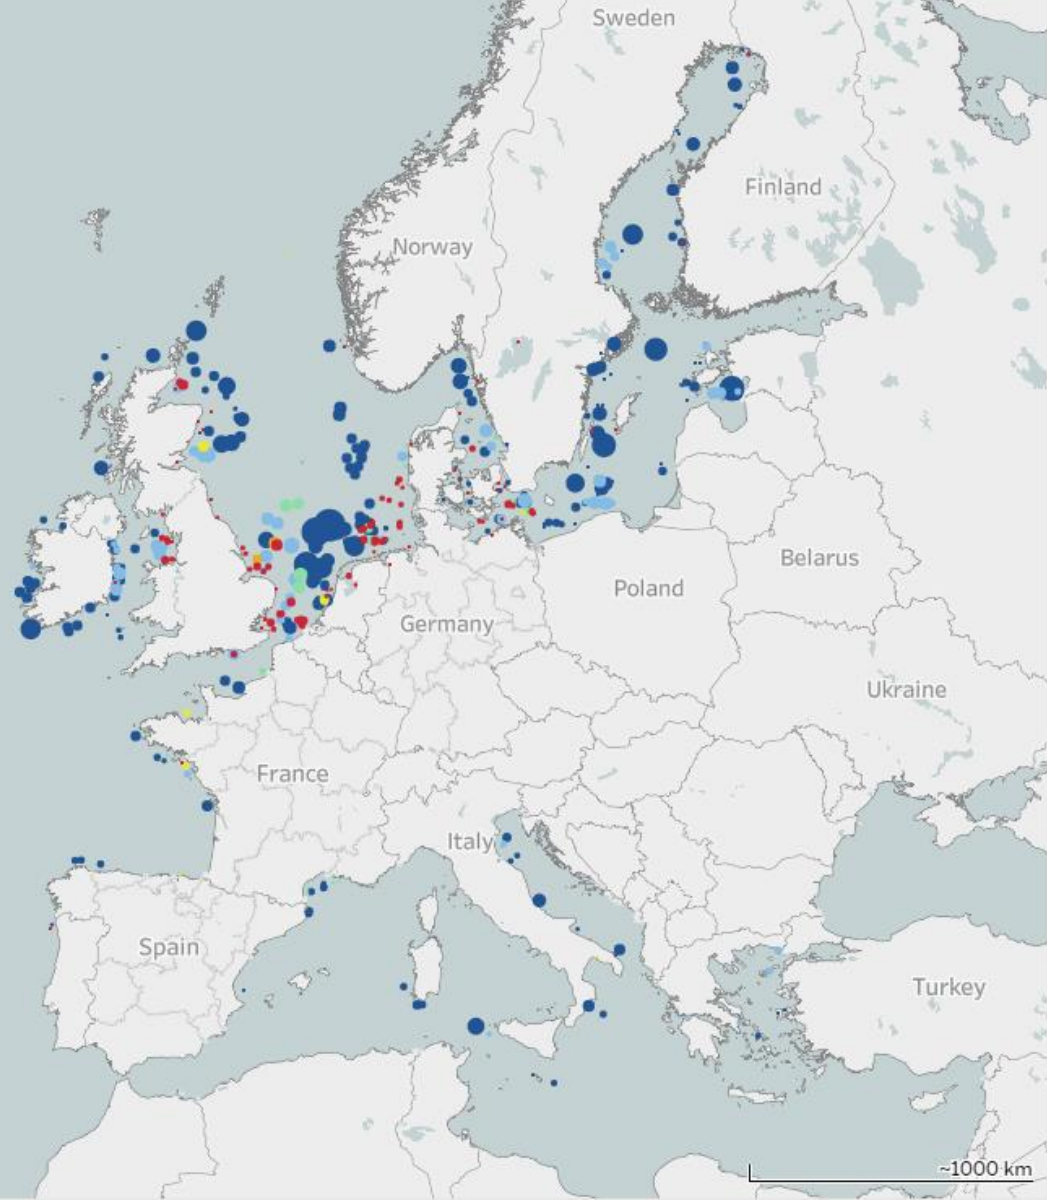 Sweden
Finland
Norway
Belarus
Poland
Germany
Ukraine
France
Italy
Spain
Turkey
~1000 km